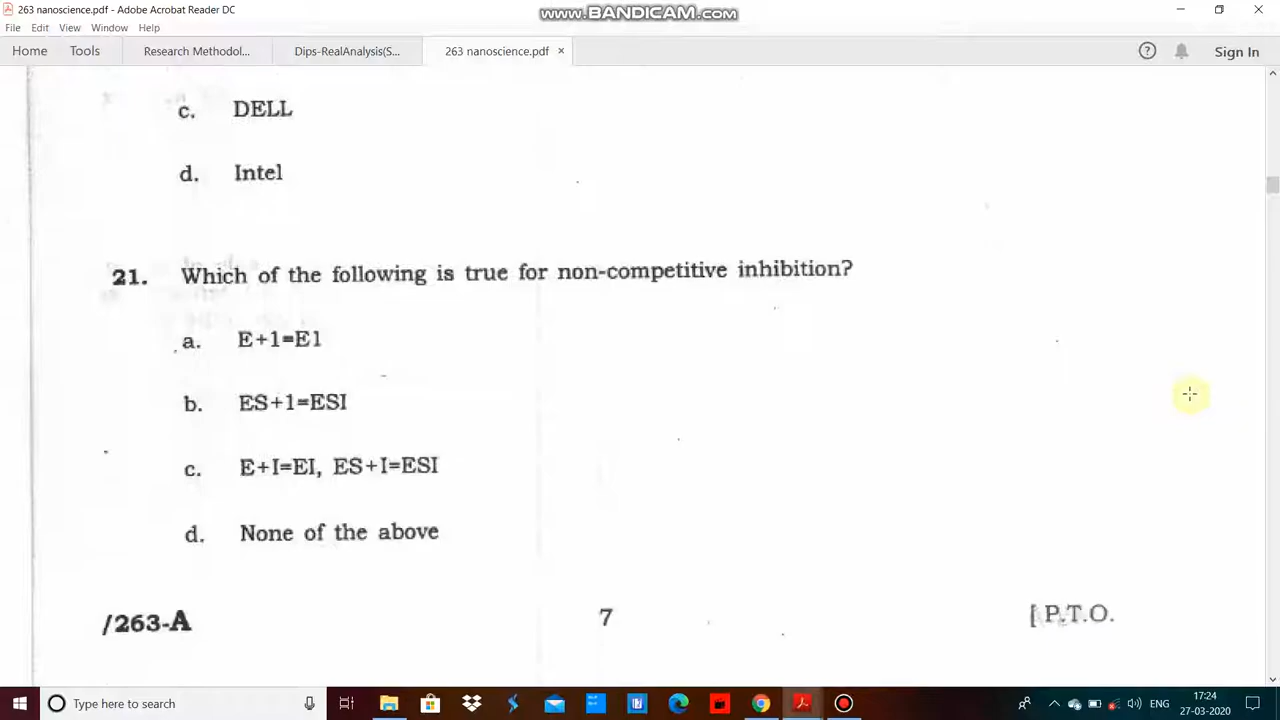 263 nanoscience.pdf - Adobe Acrobat Reader DC
www.BANDICAM.com
File Edit View Window Help
Home Tools Research Methodol... Dips-RealAnalysis(S... 263 nanoscience.pdf × ? Sign In
c. DELL
d. Intel
21. Which of the following is true for non-competitive inhibition?
a. E+1=E1
b. ES+1=ESI
c. E+I=EI, ES+I=ESI
d. None of the above
/263-A 7 [ P.T.O.
Type here to search ENG 17:24
27-03-2020